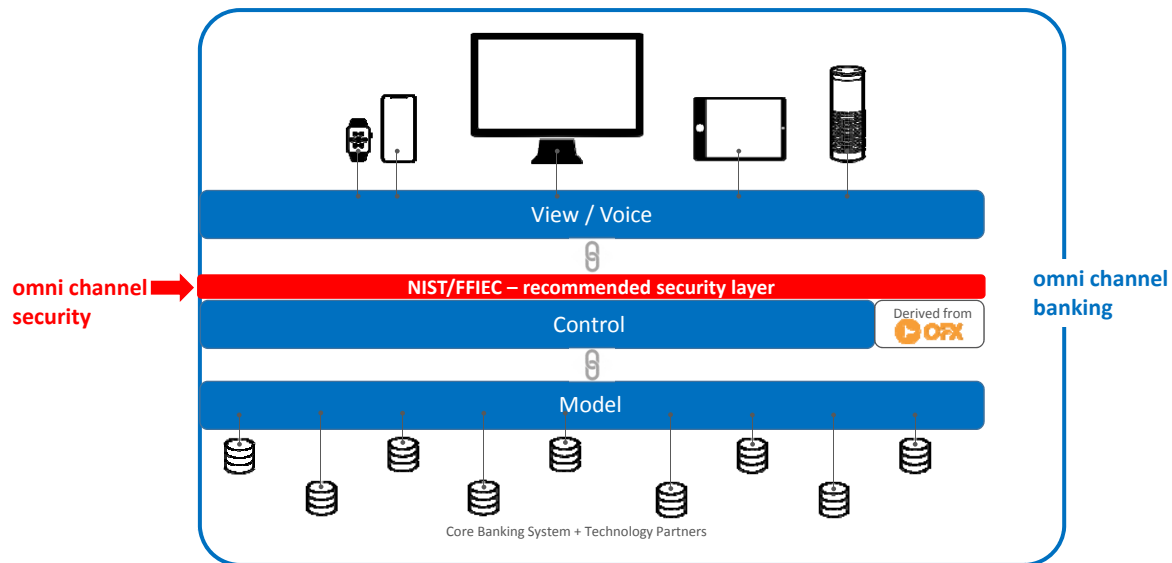 View / Voice
omni channel
security
NIST/FFIEC – recommended security layer
omni channel
banking
Control
Derived from
OFX
Model
Core Banking System + Technology Partners